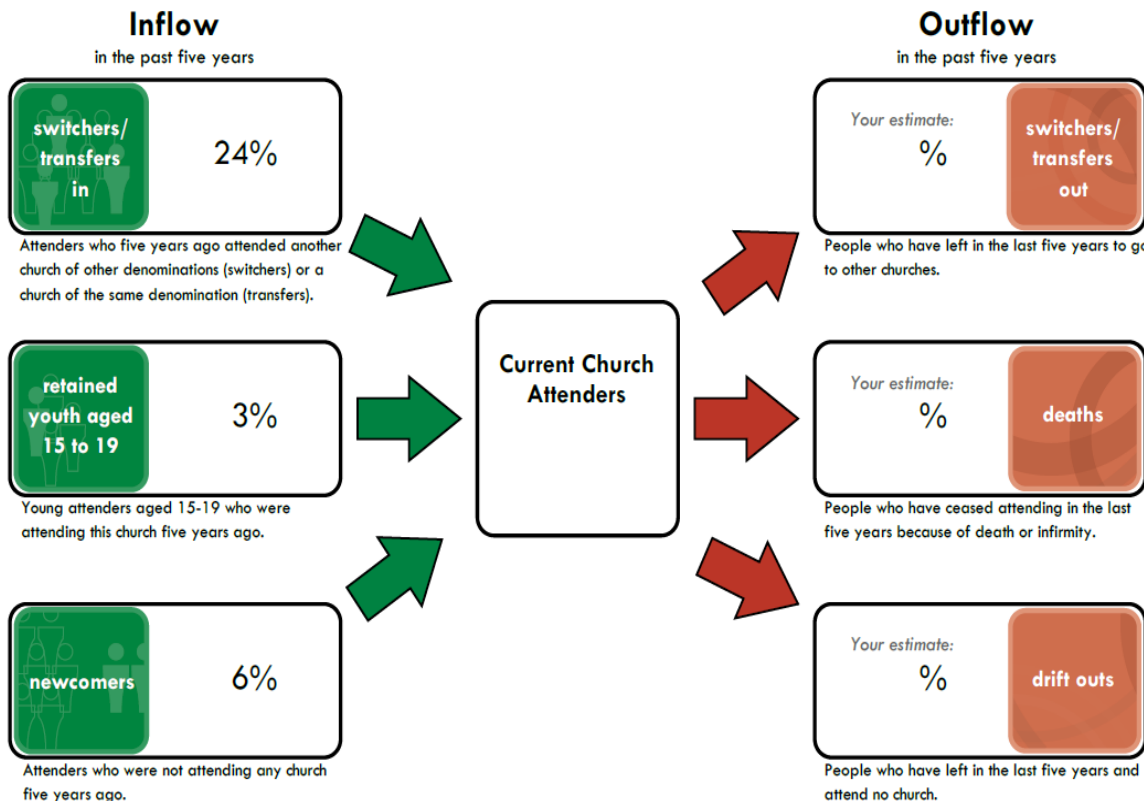 Inflow
in the past five years
switchers/
transfers
in
24%
Attenders who five years ago attended another
church of other denominations (switchers) or a
church of the same denomination (transfers).
retained
youth aged
15 to 19
3%
Young attenders aged 15-19 who were
attending this church five years ago.
newcomers
6%
Attenders who were not attending any church
five years ago.
Current Church
Attenders
Outflow
in the past five years
Your estimate:
%
switchers/
transfers
out
People who have left in the last five years to go
to other churches.
Your estimate:
%
deaths
People who have ceased attending in the last
five years because of death or infirmity.
Your estimate:
%
drift outs
People who have left in the last five years and
attend no church.